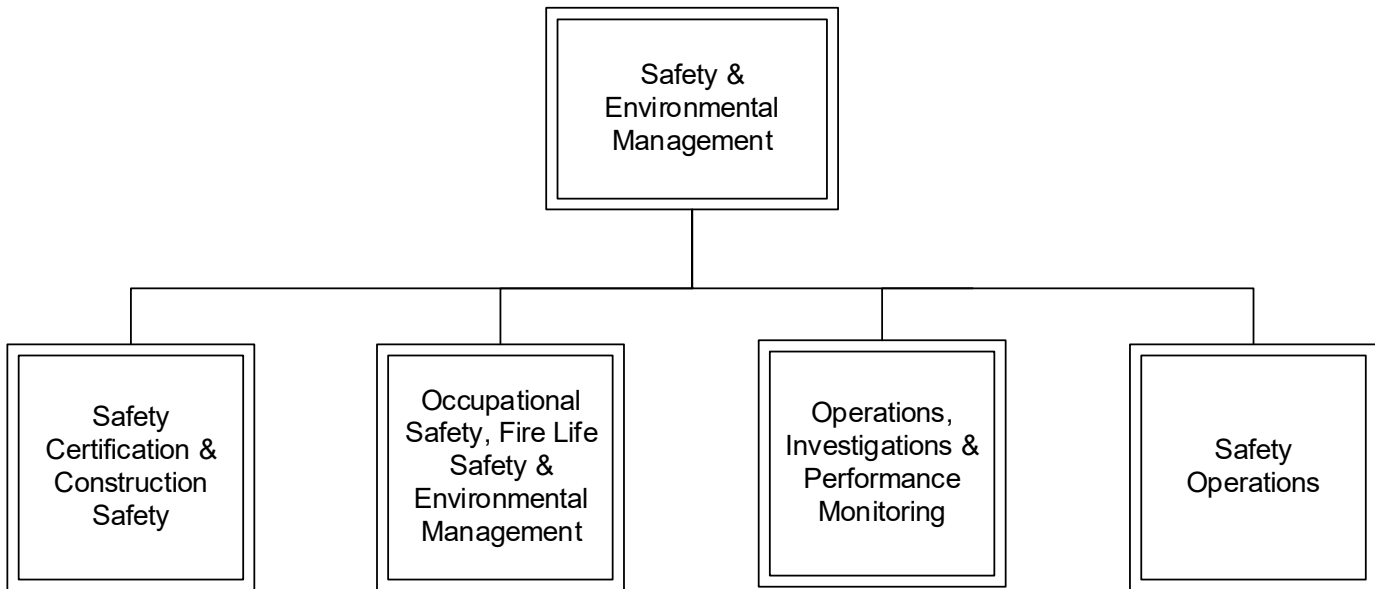 Safety &
Environmental
Management
Safety
Certification &
Construction
Safety
Occupational
Safety, Fire Life
Safety &
Environmental
Management
Operations,
Investigations &
Performance
Monitoring
Safety
Operations